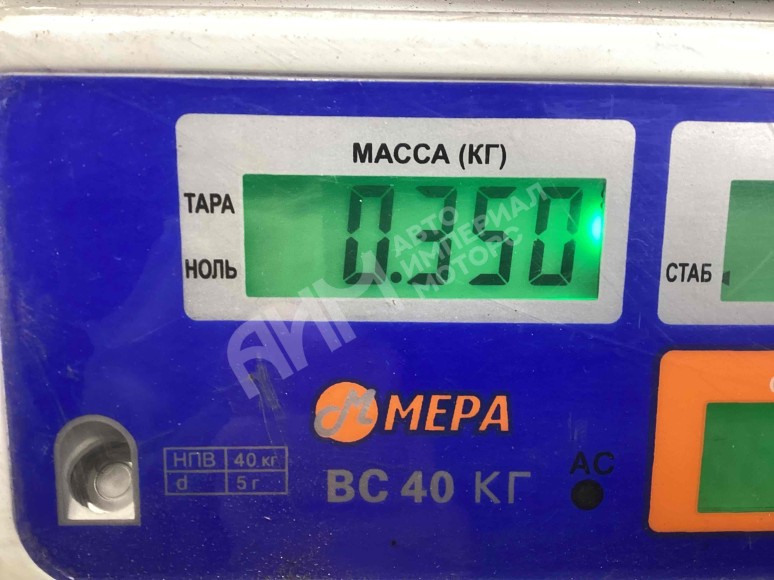 МАССА (КГ)
ТАРА
0.350
НОЛЬ
СТАБ
АИМ АВТО
ИМПЕРИАЛ
МОТОРС
М МЕРА
НПВ 40 кг
d 5 г
ВС 40 КГ
AC